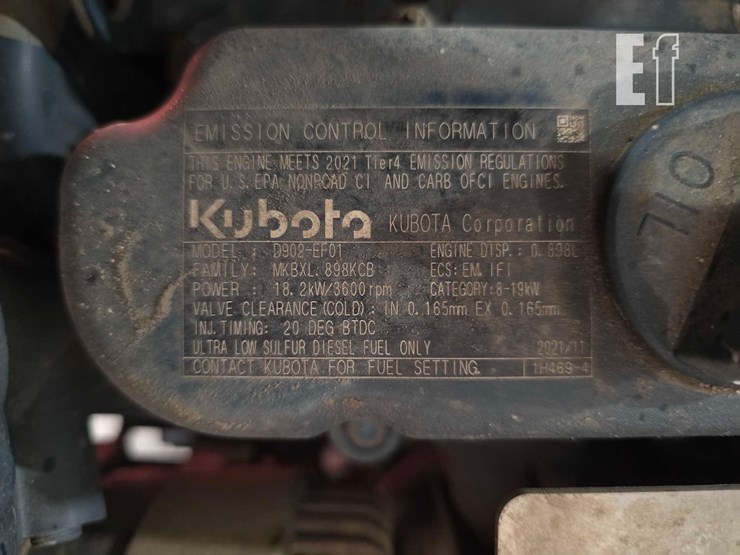 Ef
EMISSION CONTROL INFORMATION
THIS ENGINE MEETS 2021 Tier4 EMISSION REGULATIONS
FOR U.S. EPA NONROAD CI AND CARB OFCI ENGINES.
Kubota KUBOTA Corporation
MODEL : D902-EF01 ENGINE DISP.: 0.898L
FAMILY: MKBXL.898KCB ECS: EM. IFI
POWER : 18.2kW/3600rpm CATEGORY: 8-19kW
VALVE CLEARANCE (COLD) : IN 0.165mm EX 0.165mm
INJ. TIMING: 20 DEG BTDC
ULTRA LOW SULFUR DIESEL FUEL ONLY 2021/11
CONTACT KUBOTA FOR FUEL SETTING. 1H469-4
OIL